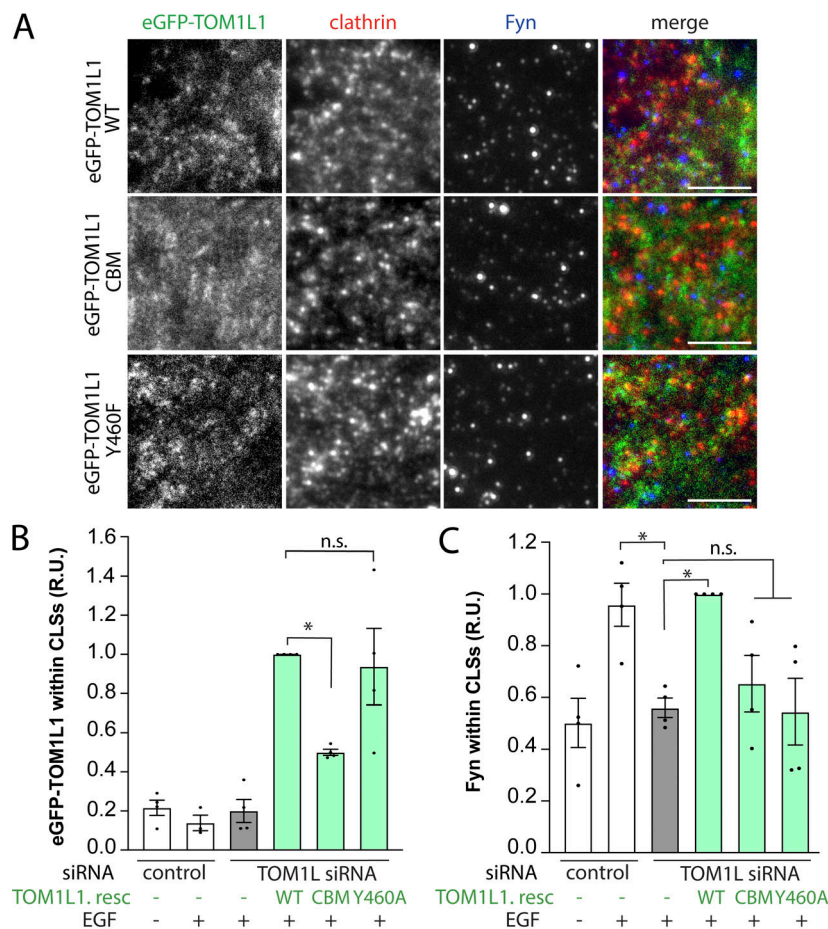 A
eGFP-TOM1L1 clathrin Fyn merge
eGFP-TOM1L1
WT
eGFP-TOM1L1
CBM
eGFP-TOM1L1
Y460F
B
eGFP-TOM1L1 within CLSs (R.U.)
1.6
1.4
1.2
1.0
0.8
0.6
0.4
0.2
0.0
n.s.
*
siRNA control TOM1L siRNA
TOM1L1. resc - - - WT CBM Y460A
EGF - + + + + +
C
Fyn within CLSs (R.U.)
1.2
1.0
0.8
0.6
0.4
0.2
0.0
*
n.s.
*
siRNA control TOM1L siRNA
TOM1L1. resc - - - WT CBM Y460A
EGF - + + + + +